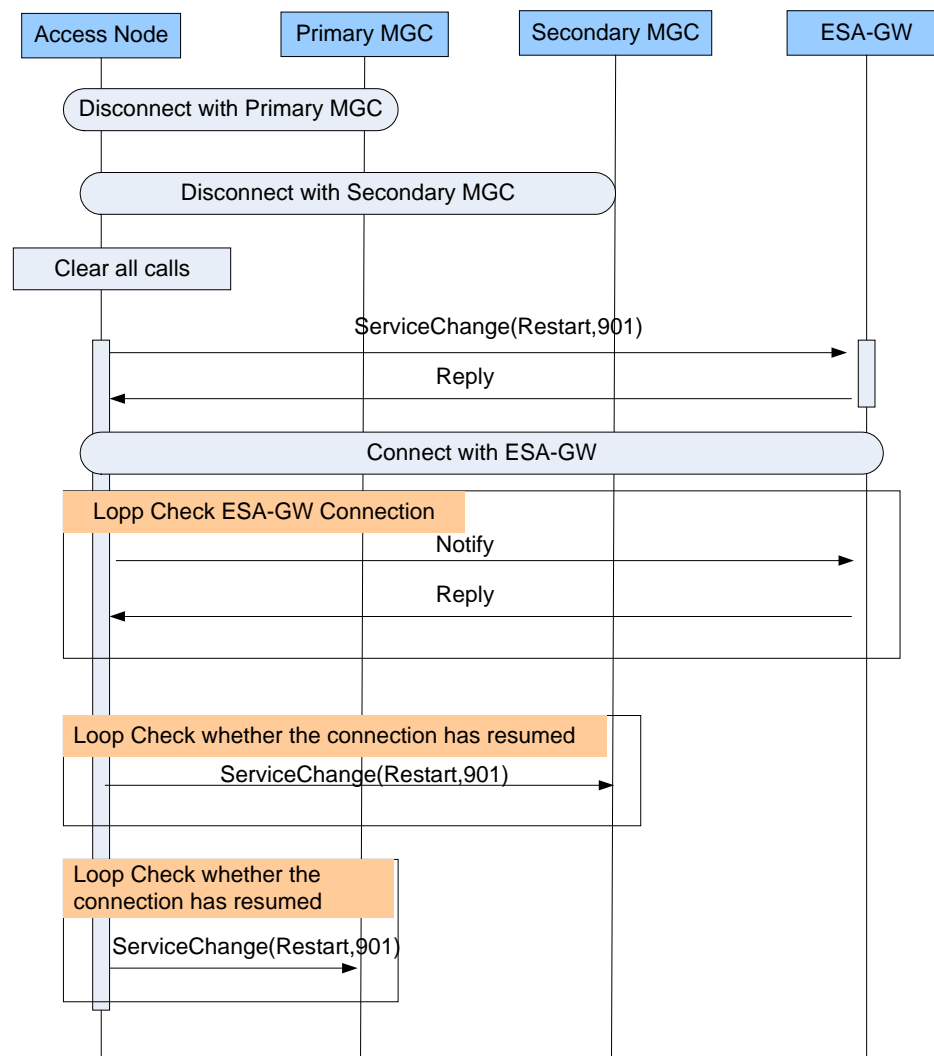 Access Node
Primary MGC
Secondary MGC
ESA-GW
Disconnect with Primary MGC
Disconnect with Secondary MGC
Clear all calls
ServiceChange(Restart,901)
Reply
Connect with ESA-GW
Lopp Check ESA-GW Connection
Notify
Reply
Loop Check whether the connection has resumed
ServiceChange(Restart,901)
Loop Check whether the
connection has resumed
ServiceChange(Restart,901)